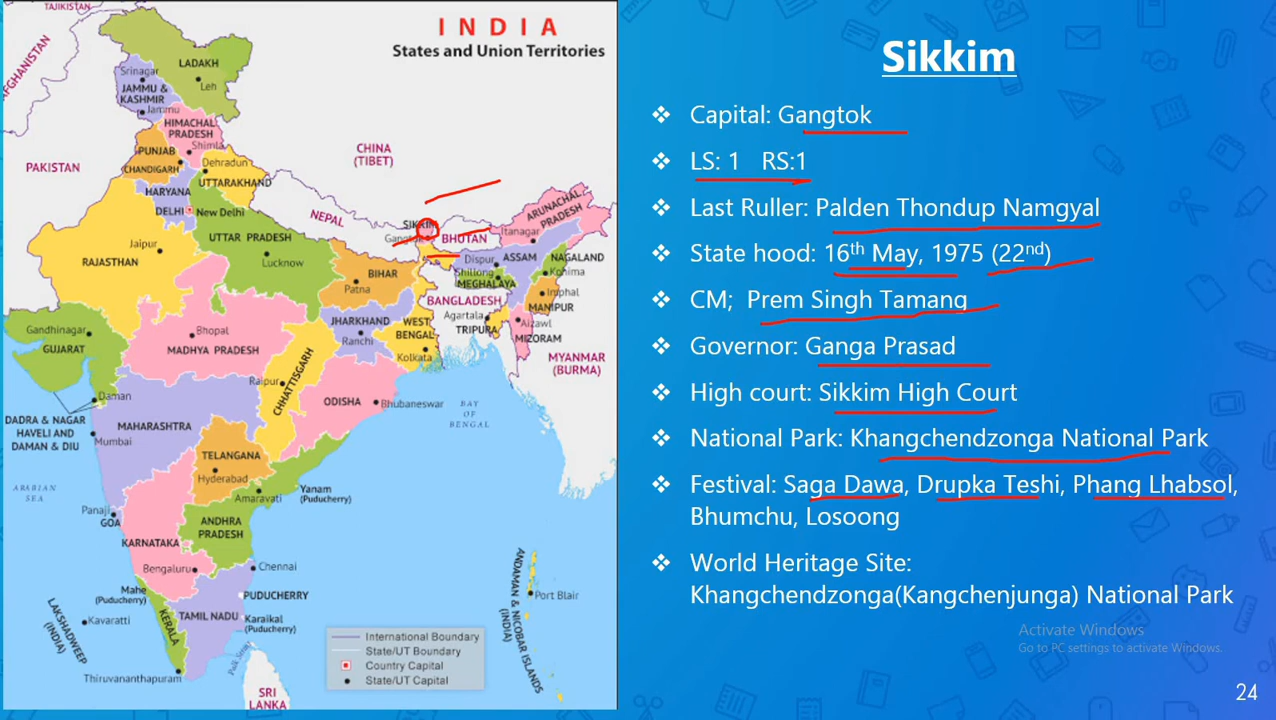 TAJIKISTAN
INDIA
States and Union Territories
AFGHANISTAN
LADAKH
Leh
Srinagar
JAMMU &
KASHMIR
Jammu
HIMACHAL
PRADESH
Shimla
PUNJAB
CHANDIGARH
Dehradun
UTTARAKHAND
HARYANA
DELHI
New Delhi
PAKISTAN
CHINA
(TIBET)
NEPAL
SIKKIM
Gangtok
BHUTAN
ARUNACHAL
PRADESH
Itanagar
UTTAR PRADESH
Lucknow
Jaipur
RAJASTHAN
BIHAR
Patna
Dispur
ASSAM
NAGALAND
Kohima
Shillong
MEGHALAYA
Imphal
MANIPUR
BANGLADESH
Agartala
TRIPURA
Aizawl
MIZORAM
MYANMAR
(BURMA)
Gandhinagar
GUJARAT
Bhopal
MADHYA PRADESH
JHARKHAND
Ranchi
WEST
BENGAL
Kolkata
Raipur
CHHATTISGARH
ODISHA
Bhubaneswar
BAY
OF
BENGAL
Daman
DADRA & NAGAR
HAVELI AND
DAMAN & DIU
Mumbai
MAHARASHTRA
TELANGANA
Hyderabad
Amaravati
Yanam
(Puducherry)
ARABIAN
SEA
Panaji
GOA
ANDHRA
PRADESH
KARNATAKA
Bengaluru
Chennai
Mahe
(Puducherry)
PUDUCHERRY
TAMIL NADU
Karaikal
(Puducherry)
KERALA
LAKSHADWEEP
(INDIA)
Kavaratti
Thiruvananthapuram
Palk Strait
SRI
LANKA
ANDAMAN & NICOBAR ISLANDS
(INDIA)
Port Blair
International Boundary
State/UT Boundary
Country Capital
State/UT Capital
Sikkim
❖ Capital: Gangtok
❖ LS: 1 RS:1
❖ Last Ruller: Palden Thondup Namgyal
❖ State hood: 16th May, 1975 (22nd)
❖ CM; Prem Singh Tamang
❖ Governor: Ganga Prasad
❖ High court: Sikkim High Court
❖ National Park: Khangchendzonga National Park
❖ Festival: Saga Dawa, Drupka Teshi, Phang Lhabsol,
Bhumchu, Losoong
❖ World Heritage Site:
Khangchendzonga(Kangchenjunga) National Park
Activate Windows
Go to PC settings to activate Windows.
24